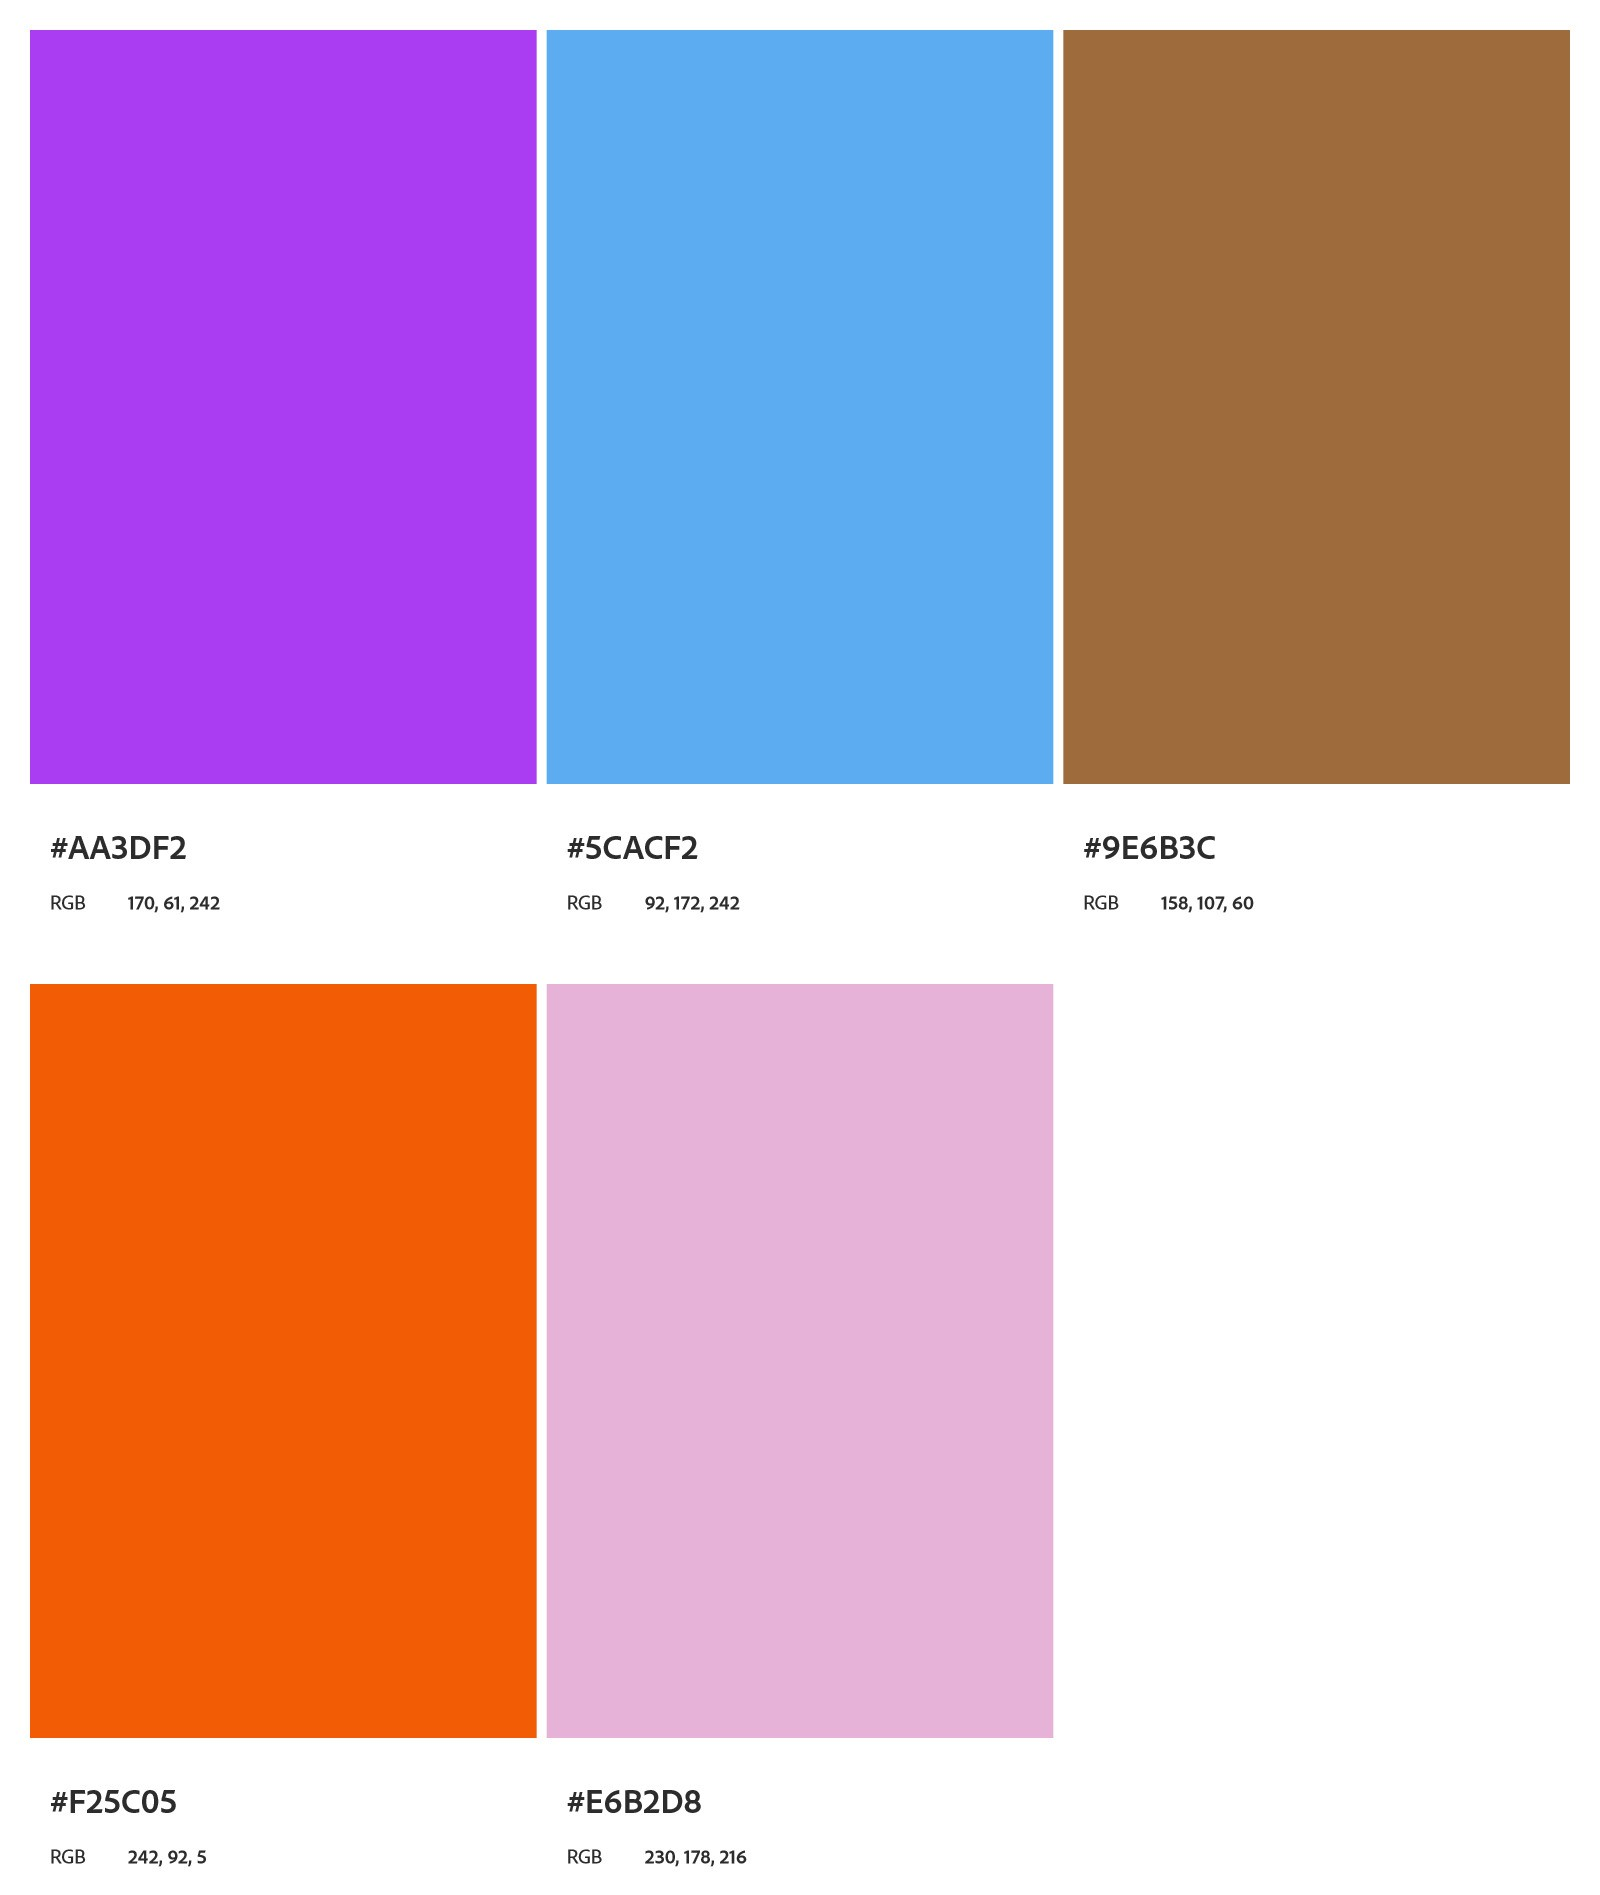 #AA3DF2
RGB 170, 61, 242
#5CACF2
RGB 92, 172, 242
#9E6B3C
RGB 158, 107, 60
#F25C05
RGB 242, 92, 5
#E6B2D8
RGB 230, 178, 216